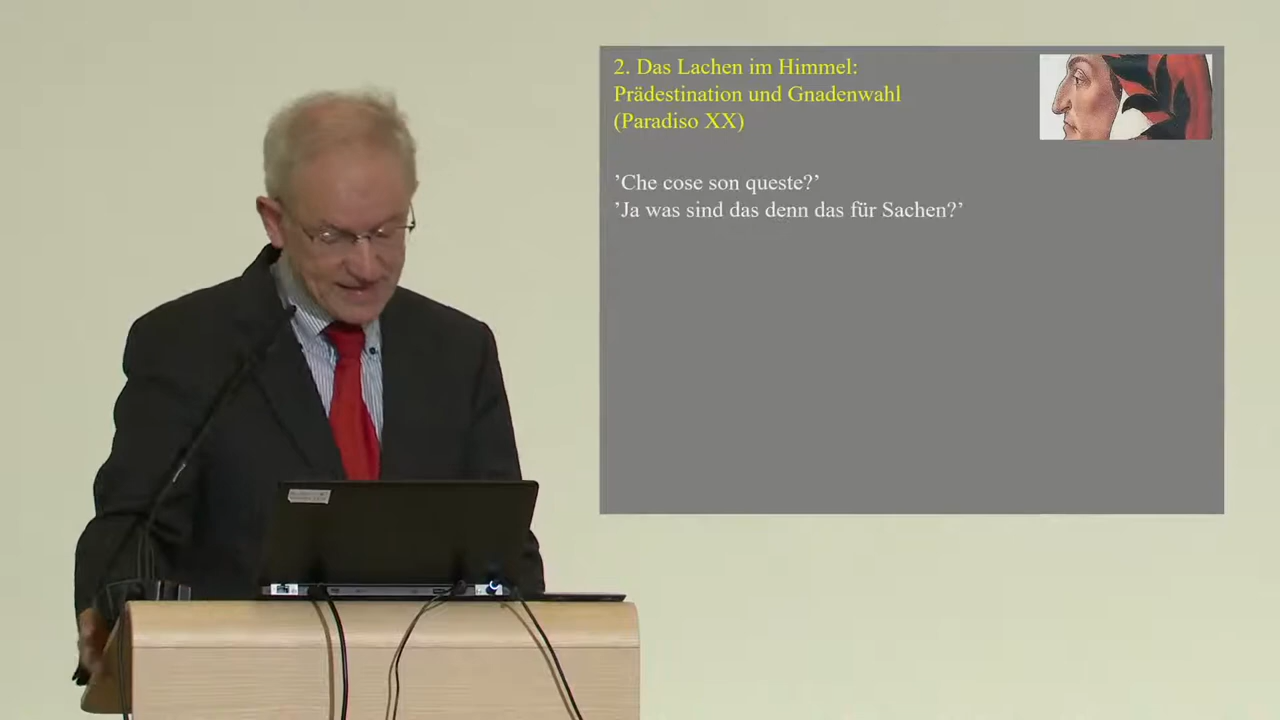 2. Das Lachen im Himmel:
Prädestination und Gnadenwahl
(Paradiso XX)
’Che cose son queste?’
’Ja was sind das denn das für Sachen?’